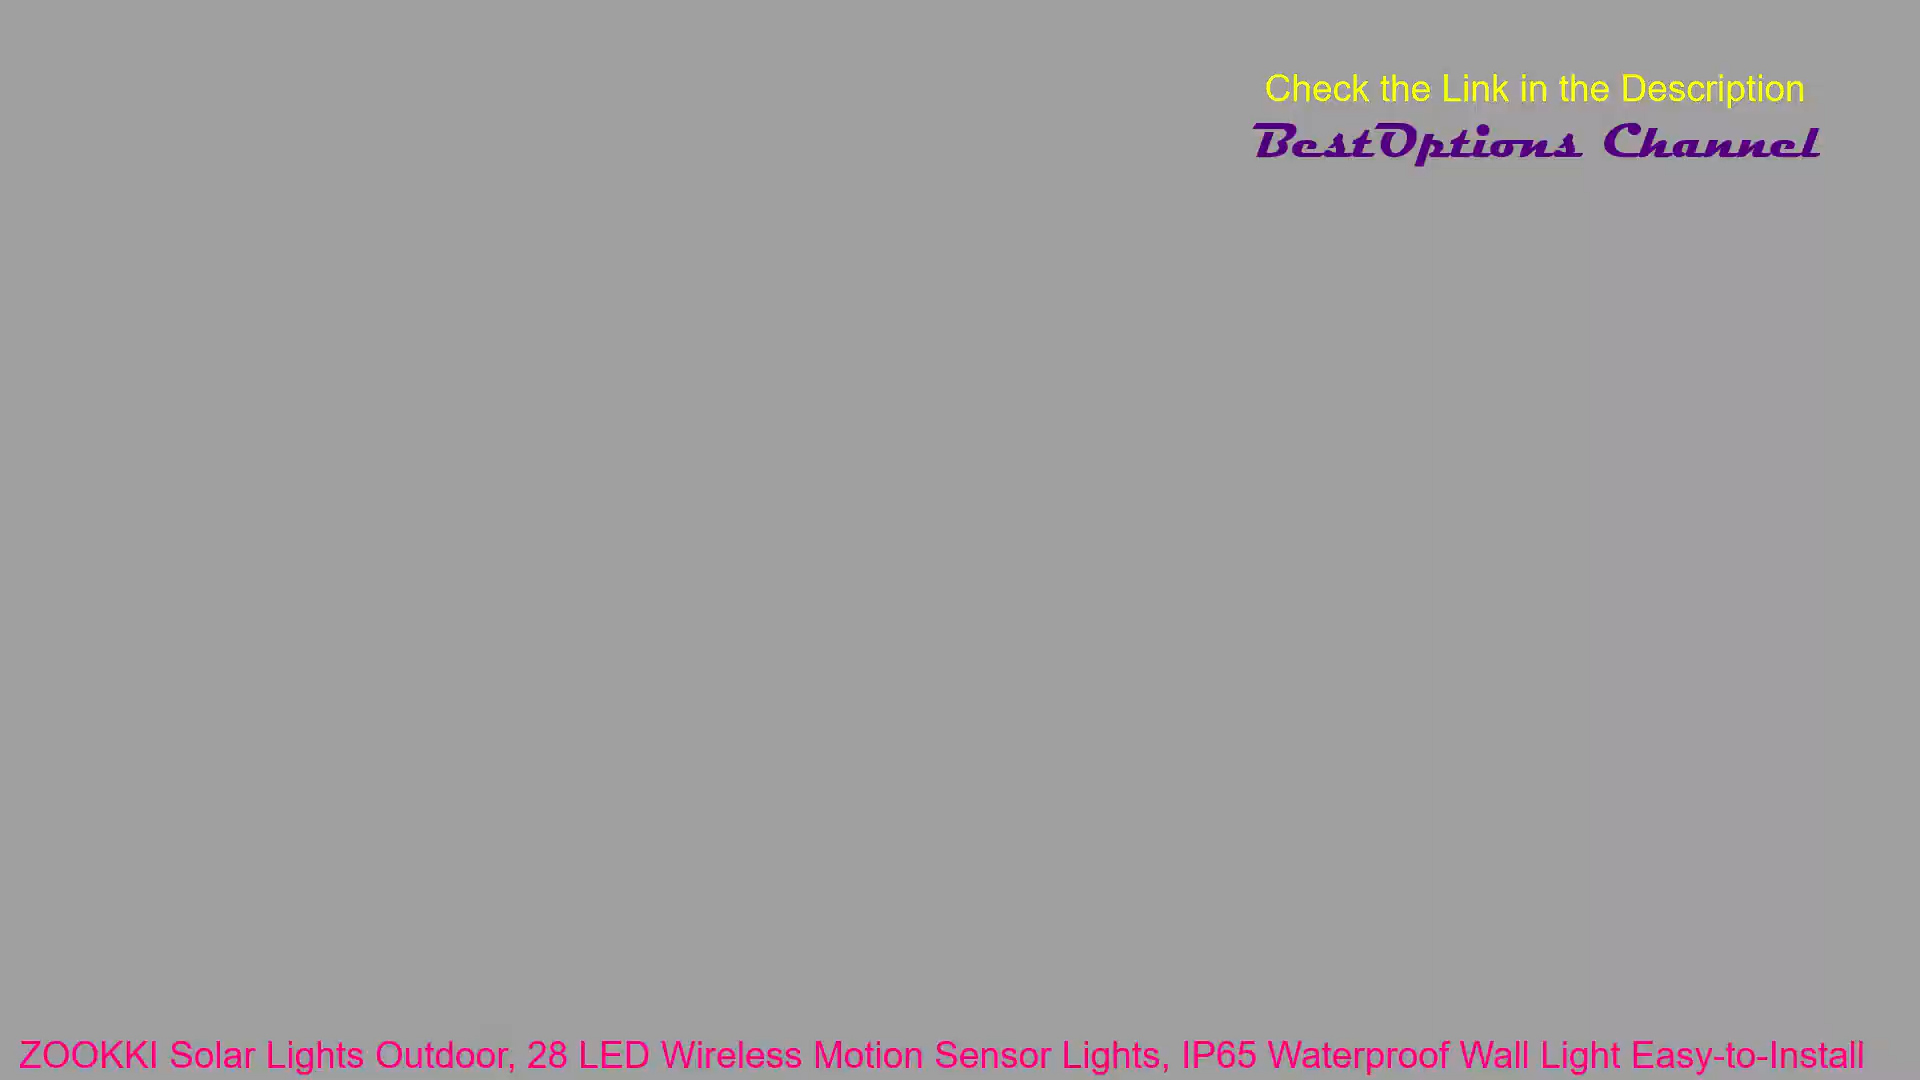 Check the Link in the Description
BestOptions Channel
ZOOKKI Solar Lights Outdoor, 28 LED Wireless Motion Sensor Lights, IP65 Waterproof Wall Light Easy-to-Install